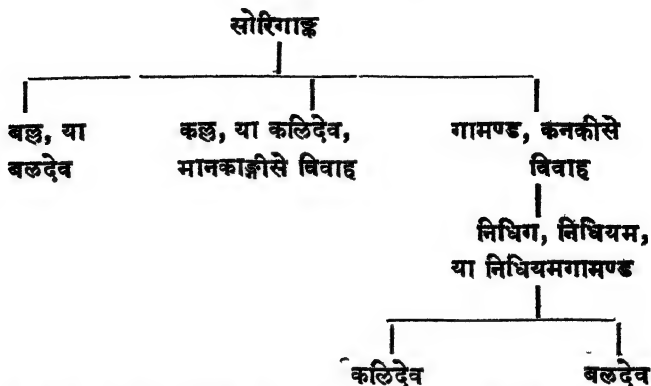 सोरिगाङ्क
बल्ल, या कल्ल, या कलिदेव, गामण्ड, कनकीसे
बलदेव मानकाङ्गीसे विवाह विवाह
निधिग, निंधियम,
या निधियमगामण्ड
कलिदेव बलदेव